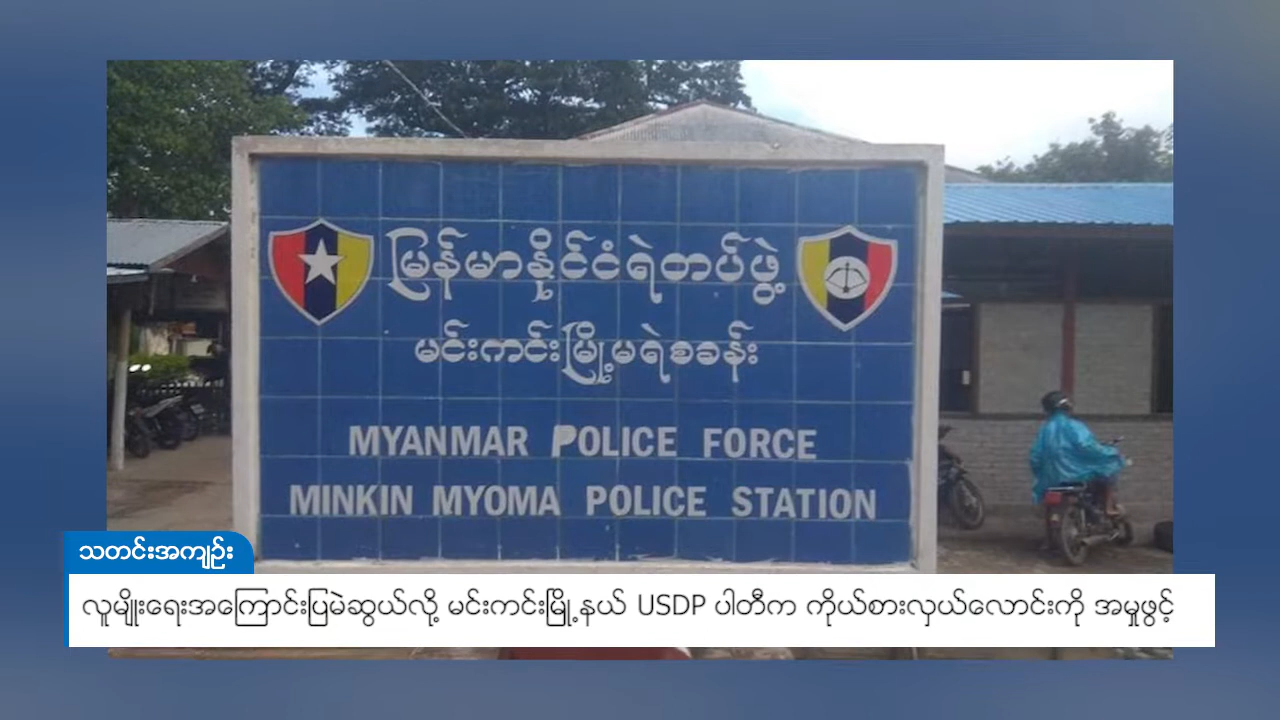 မြန်မာနိုင်ငံရဲတပ်ဖွဲ့
မင်းကင်းမြို့မရဲစခန်း
MYANMAR POLICE FORCE
MINKIN MYOMA POLICE STATION
သတင်းအကျဉ်း
လူမျိုးရေးအကြောင်းပြမဲဆွယ်လို့ မင်းကင်းမြို့နယ် USDP ပါတီက ကိုယ်စားလှယ်လောင်းကို အမှုဖွင့်